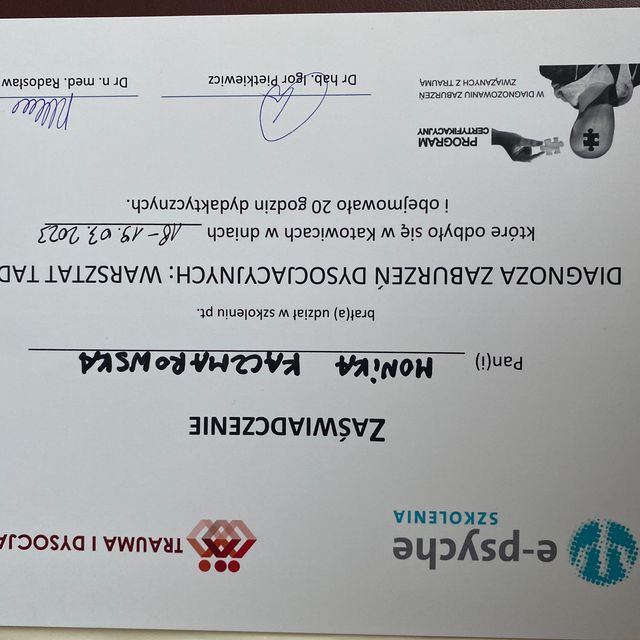 e-psyche
SZKOLENIA
TRAUMA I DYSOCJA
ZAŚWIADCZENIE
Pan(i) MONIKA KACZMAROWSKA
brał(a) udział w szkoleniu pt.
DIAGNOZA ZABURZEŃ DYSOCJACYJNYCH: WARSZTAT TAD
które odbyło się w Katowicach w dniach 18-19.03.2023
i obejmowało 20 godzin dydaktycznych.
PROGRAM
CERTYFIKACYJNY
W DIAGNOZOWANIU ZABURZEŃ
ZWIĄZANYCH Z TRAUMĄ
Dr hab. Igor Pietkiewicz
Dr n. med. Radosław